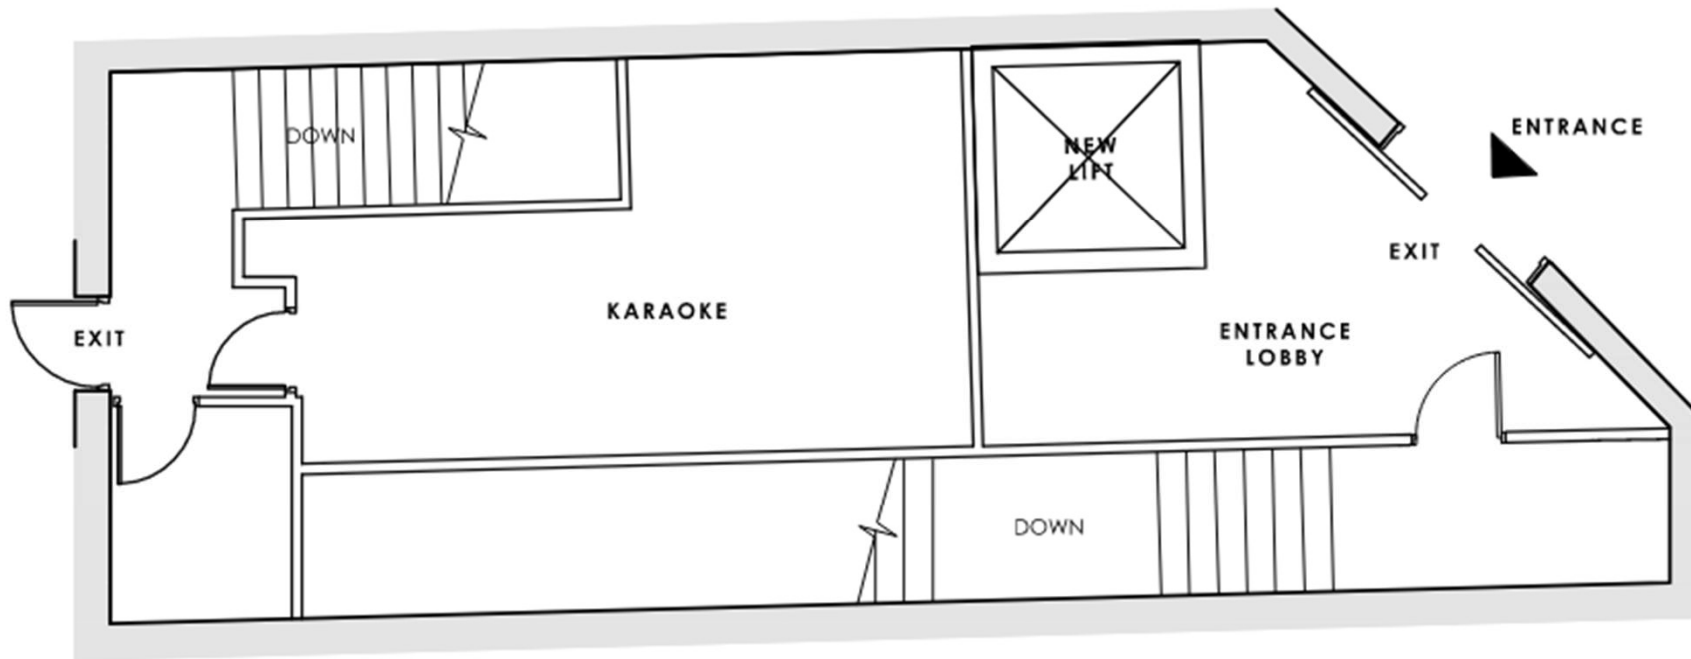 ENTRANCE
DOWN
NEW
LIFT
EXIT
KARAOKE
ENTRANCE
LOBBY
EXIT
DOWN